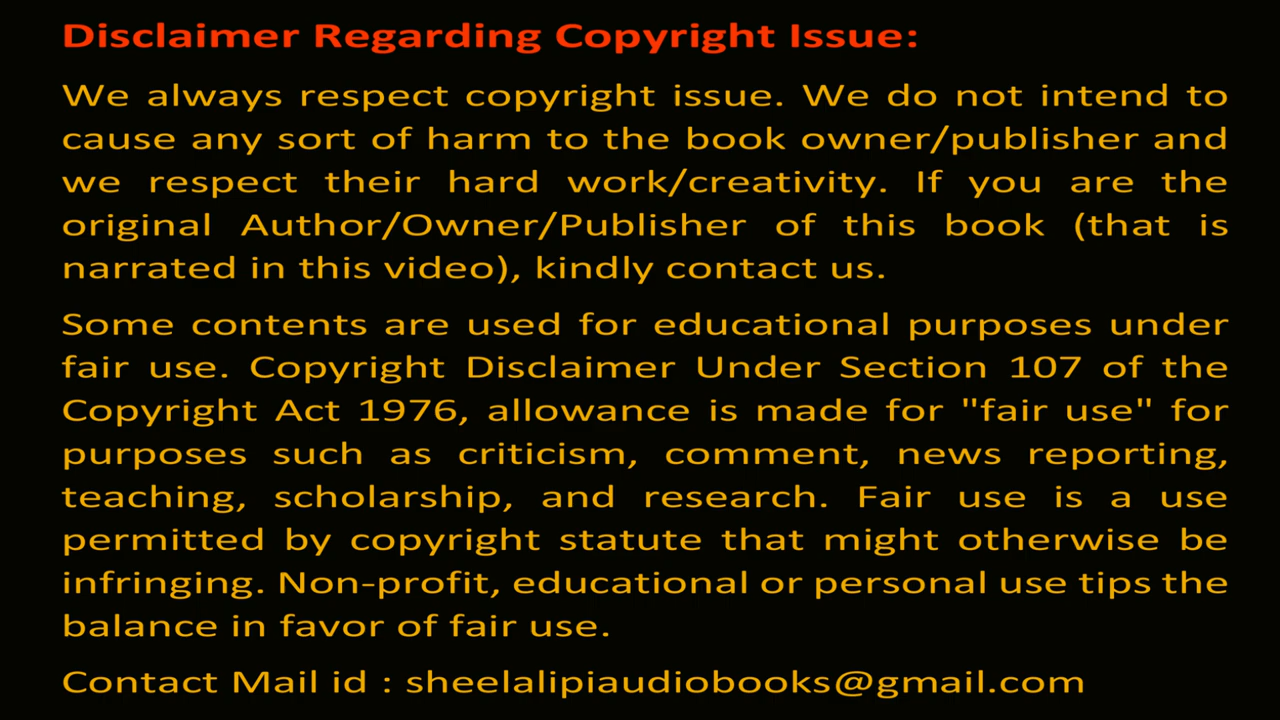 Disclaimer Regarding Copyright Issue:
We always respect copyright issue. We do not intend to
cause any sort of harm to the book owner/publisher and
we respect their hard work/creativity. If you are the
original Author/Owner/Publisher of this book (that is
narrated in this video), kindly contact us.
Some contents are used for educational purposes under
fair use. Copyright Disclaimer Under Section 107 of the
Copyright Act 1976, allowance is made for "fair use" for
purposes such as criticism, comment, news reporting,
teaching, scholarship, and research. Fair use is a use
permitted by copyright statute that might otherwise be
infringing. Non-profit, educational or personal use tips the
balance in favor of fair use.
Contact Mail id : sheelalipiaudiobooks@gmail.com